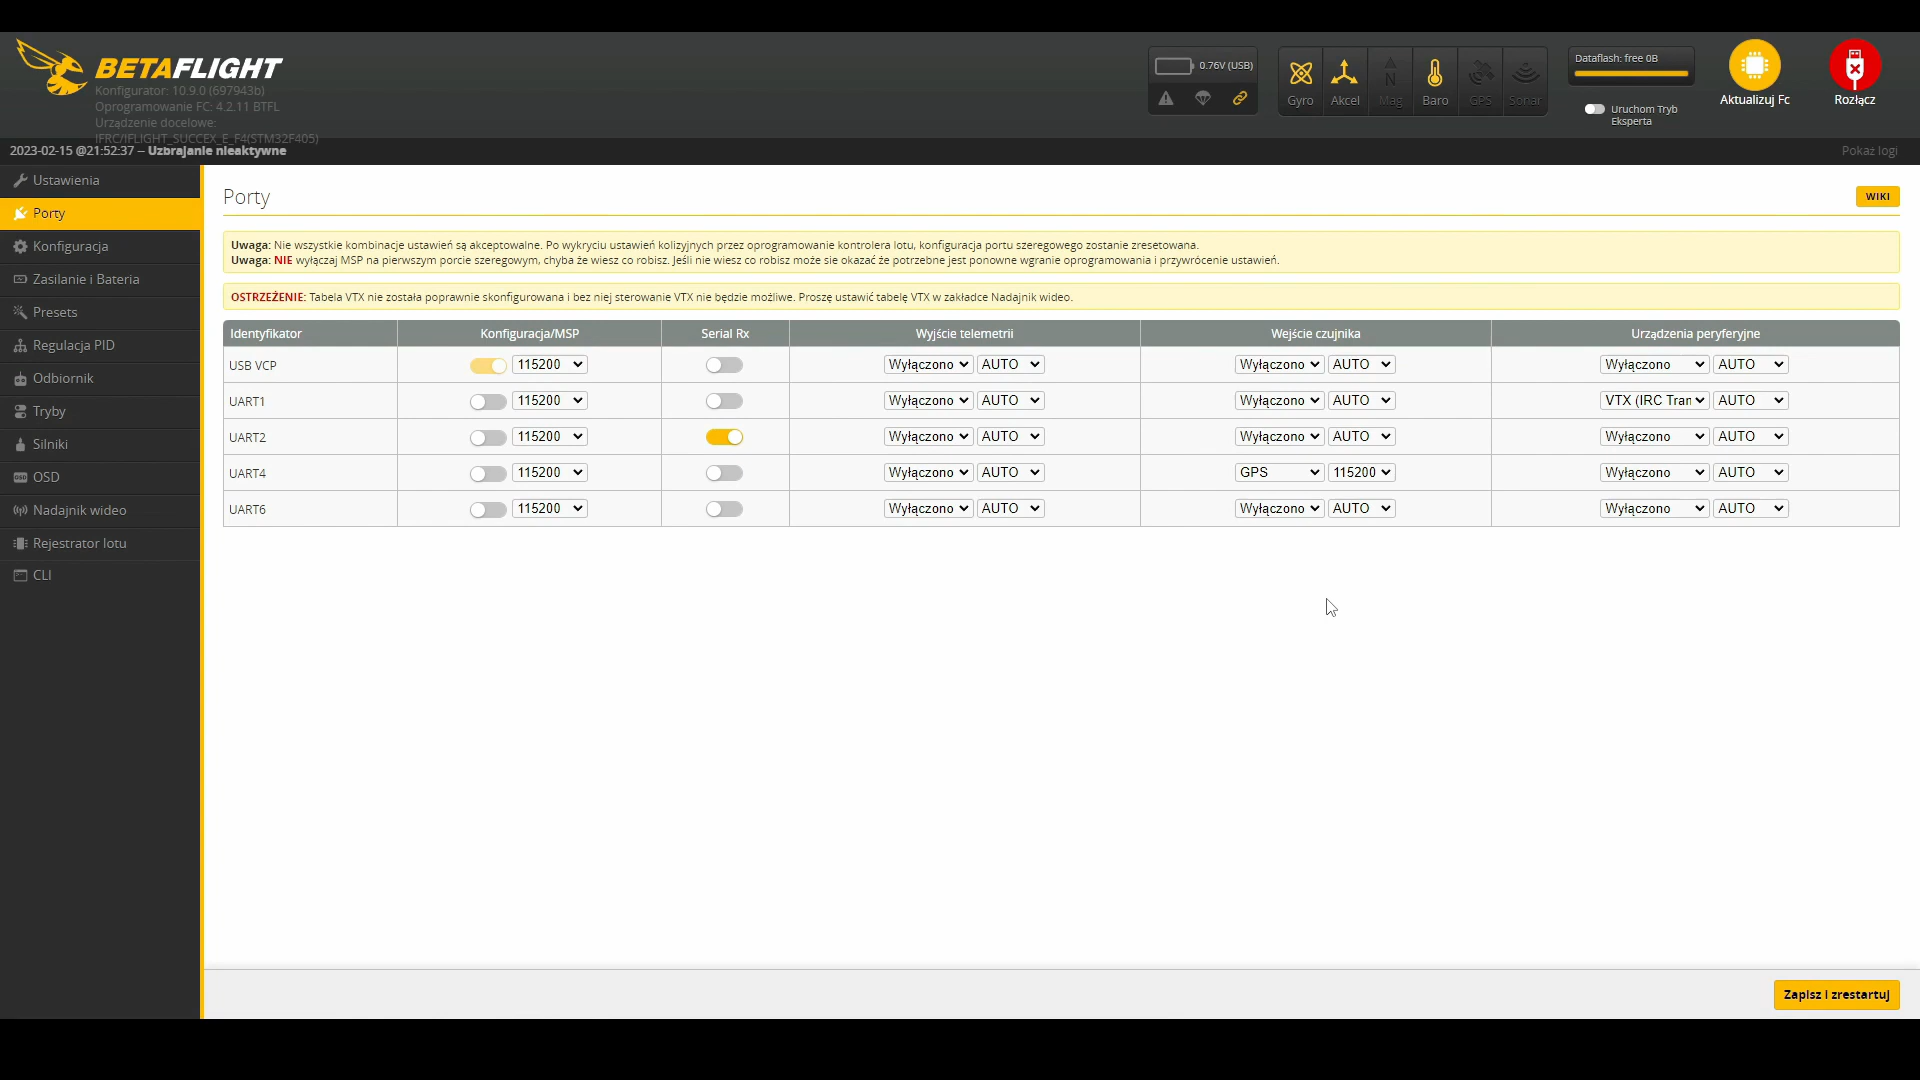 BETAFLIGHT
Konfigurator: 10.9.0 (697943b)
Oprogramowanie FC: 4.2.11 BTFL
Urządzenie docelowe:
IFRC/IFLIGHT_SUCCEX_E_F4(STM32F405)
0.76V (USB)
Gyro Akcel Mag Baro GPS Sonar
Dataflash: free 0B
Uruchom Tryb
Eksperta
Aktualizuj Fc
Rozłącz
2023-02-15 @21:52:37 -- Uzbrajanie nieaktywne
Pokaż logi
Ustawienia
Porty
Konfiguracja
Zasilanie i Bateria
Presets
Regulacja PID
Odbiornik
Tryby
Silniki
OSD
Nadajnik wideo
Rejestrator lotu
CLI
Porty
WIKI
Uwaga: Nie wszystkie kombinacje ustawień są akceptowalne. Po wykryciu ustawień kolizyjnych przez oprogramowanie kontrolera lotu, konfiguracja portu szeregowego zostanie zresetowana.
Uwaga: NIE wyłączaj MSP na pierwszym porcie szeregowym, chyba że wiesz co robisz. Jeśli nie wiesz co robisz może sie okazać że potrzebne jest ponowne wgranie oprogramowania i przywrócenie ustawień.
OSTRZEŻENIE: Tabela VTX nie została poprawnie skonfigurowana i bez niej sterowanie VTX nie będzie możliwe. Proszę ustawić tabelę VTX w zakładce Nadajnik wideo.
Identyfikator Konfiguracja/MSP Serial Rx Wyjście telemetrii Wejście czujnika Urządzenia peryferyjne
USB VCP 115200 Wyłączono AUTO Wyłączono AUTO Wyłączono AUTO
UART1 115200 Wyłączono AUTO Wyłączono AUTO VTX (IRC Tran AUTO
UART2 115200 Wyłączono AUTO Wyłączono AUTO Wyłączono AUTO
UART4 115200 Wyłączono AUTO GPS 115200 Wyłączono AUTO
UART6 115200 Wyłączono AUTO Wyłączono AUTO Wyłączono AUTO
Zapisz i zrestartuj